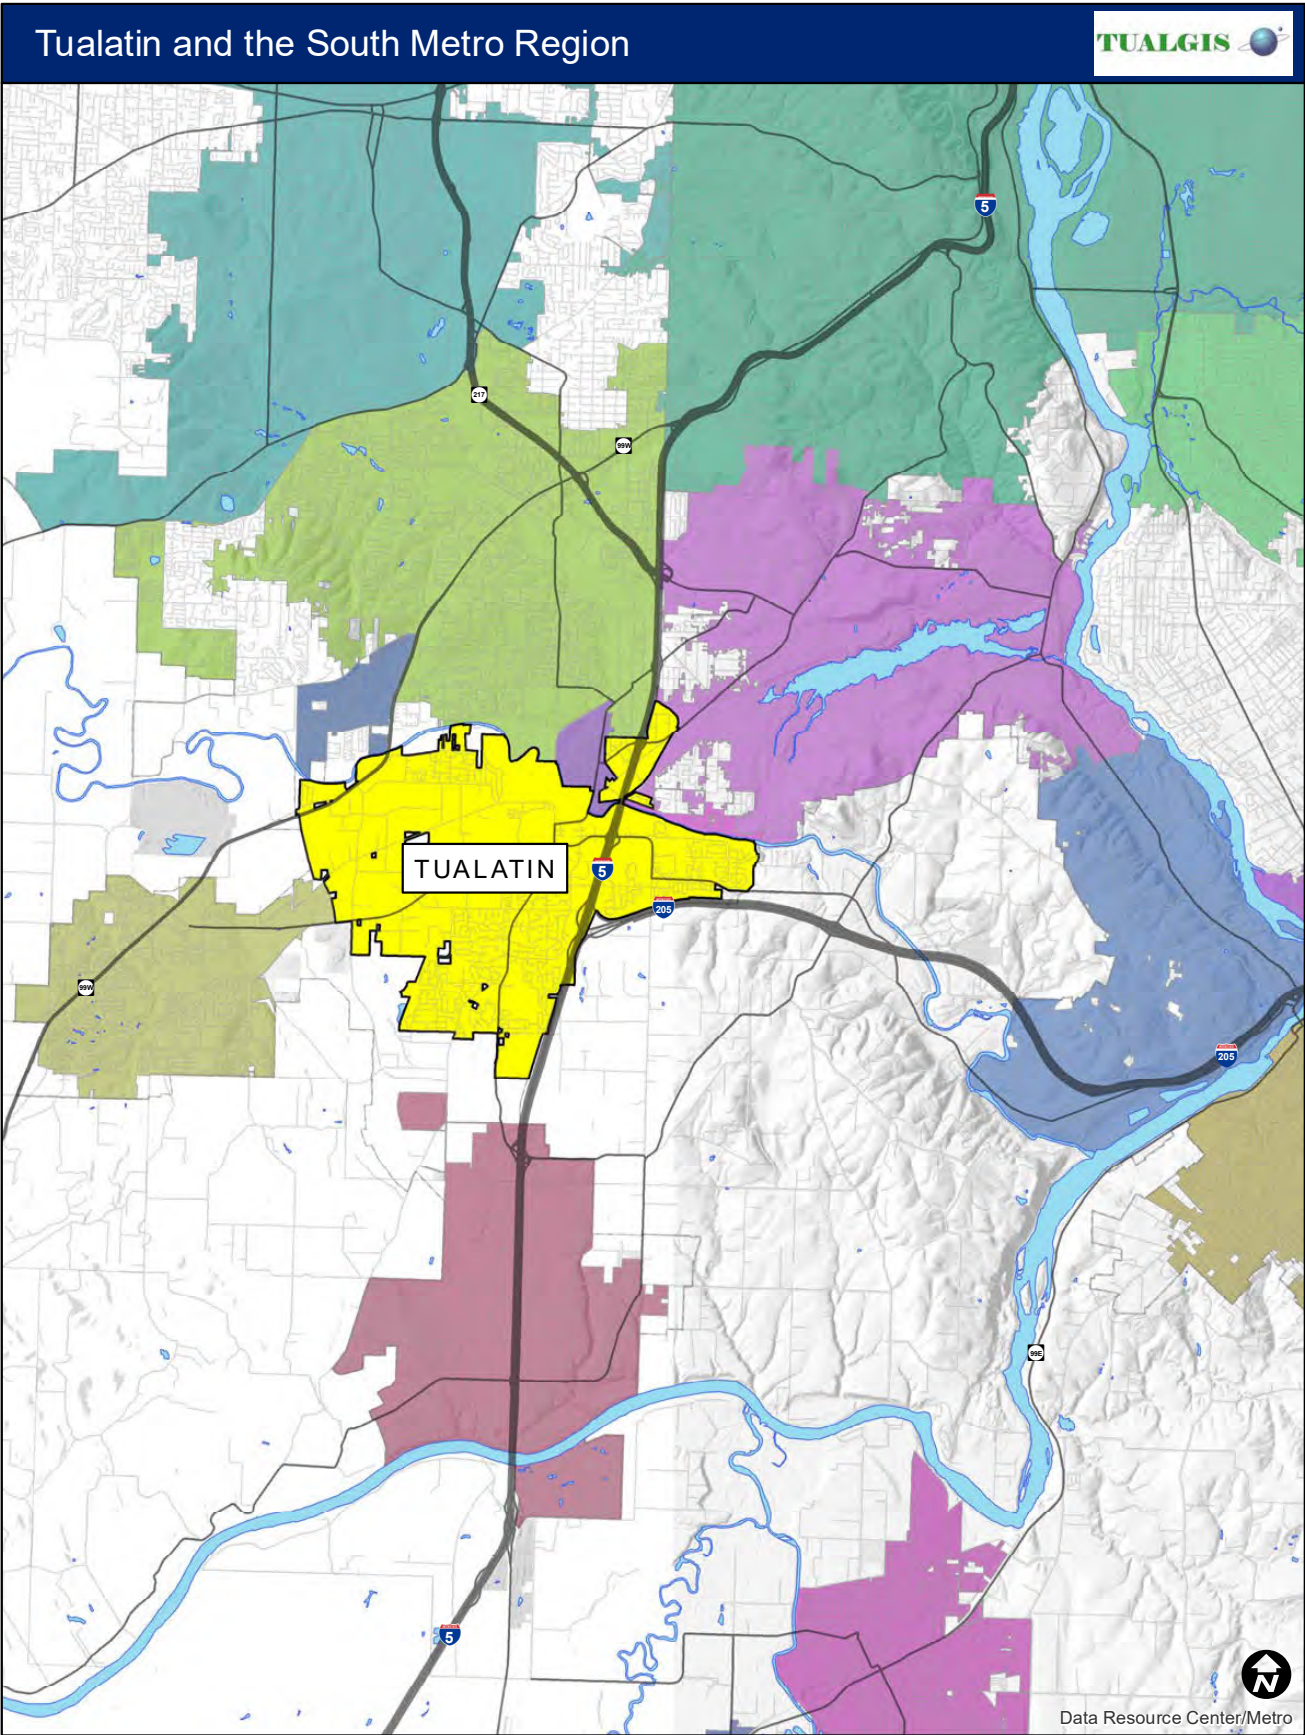 Tualatin and the South Metro Region
TUALGIS
5
217
99W
TUALATIN
5
205
99W
205
99E
5
N
Data Resource Center/Metro